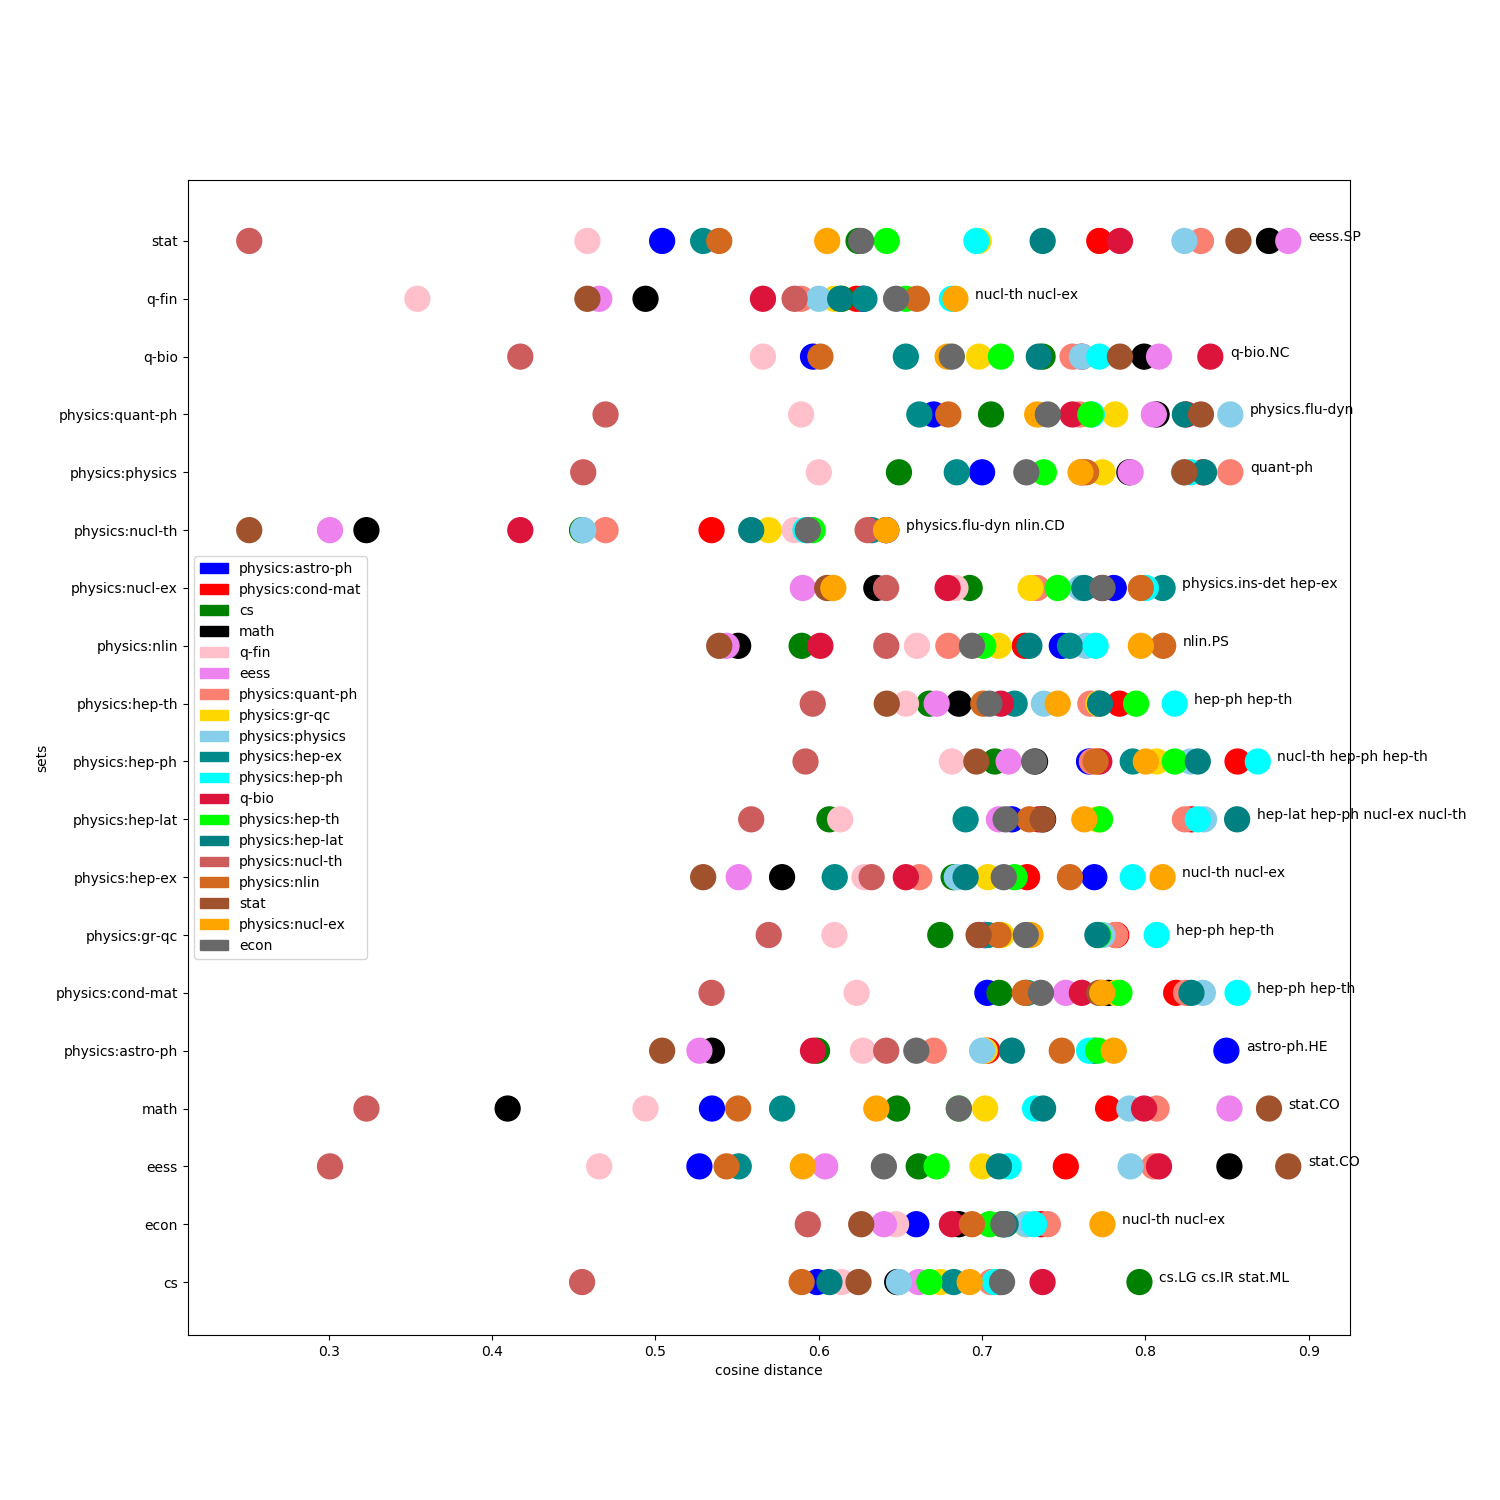 stat
eess.SP
q-fin
nucl-th nucl-ex
q-bio
q-bio.NC
physics:quant-ph
physics.flu-dyn
physics:physics
quant-ph
physics:nucl-th
physics.flu-dyn nlin.CD
physics:nucl-ex
physics.ins-det hep-ex
physics:nlin
nlin.PS
physics:hep-th
hep-ph hep-th
physics:hep-ph
nucl-th hep-ph hep-th
physics:hep-lat
hep-lat hep-ph nucl-ex nucl-th
physics:hep-ex
nucl-th nucl-ex
physics:gr-qc
hep-ph hep-th
physics:cond-mat
hep-ph hep-th
physics:astro-ph
astro-ph.HE
math
stat.CO
eess
stat.CO
econ
nucl-th nucl-ex
cs
cs.LG cs.IR stat.ML
physics:astro-ph
physics:cond-mat
cs
math
q-fin
eess
physics:quant-ph
physics:gr-qc
physics:physics
physics:hep-ex
physics:hep-ph
q-bio
physics:hep-th
physics:hep-lat
physics:nucl-th
physics:nlin
stat
physics:nucl-ex
econ
sets
0.3 0.4 0.5 0.6 0.7 0.8 0.9
cosine distance